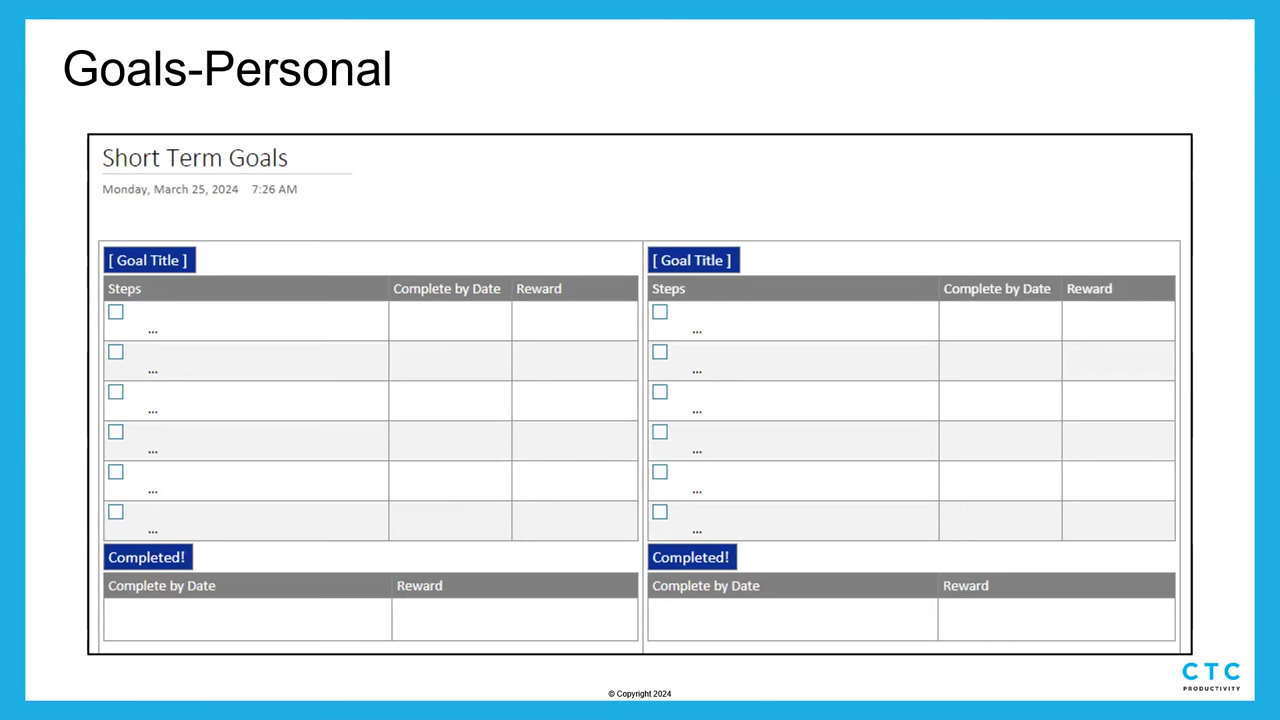 Goals-Personal
Short Term Goals
Monday, March 25, 2024 7:26 AM
[ Goal Title ]
Steps Complete by Date Reward
...
...
...
...
...
...
Completed!
Complete by Date Reward
[ Goal Title ]
Steps Complete by Date Reward
...
...
...
...
...
...
Completed!
Complete by Date Reward
© Copyright 2024
CTC
PRODUCTIVITY